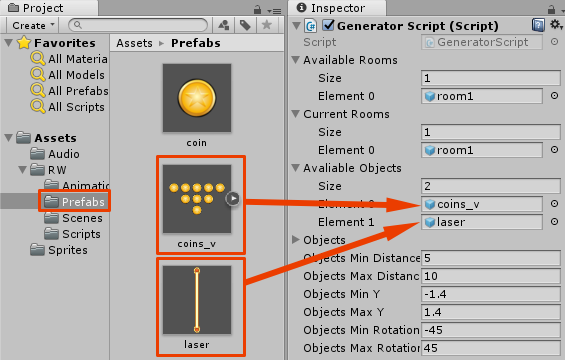 Project
Create
Favorites
All Materia
All Models
All Prefabs
All Scripts
Assets
Audio
RW
Animatic
Prefabs
Scenes
Scripts
Sprites
Assets Prefabs
coin
coins_v
laser
Inspector
Generator Script (Script)
Script GeneratorScript
Available Rooms
Size 1
Element 0 room1
Current Rooms
Size 1
Element 0 room1
Avaliable Objects
Size 2
Element 0 coins_v
Element 1 laser
Objects
Objects Min Distance 5
Objects Max Distanc 10
Objects Min Y -1.4
Objects Max Y 1.4
Objects Min Rotation -45
Objects Max Rotation 45